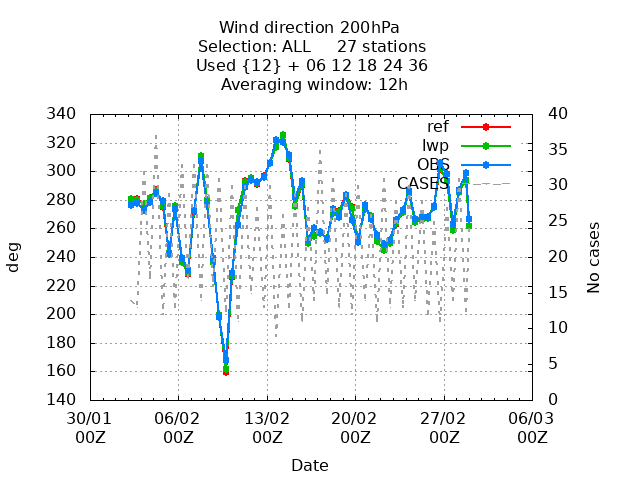 Wind direction 200hPa
Selection: ALL     27 stations
Used {12} + 06 12 18 24 36
Averaging window: 12h
ref
lwp
OBS
CASES
deg
340
320
300
280
260
240
220
200
180
160
140
40
35
30
25
20
15
10
5
0
No cases
30/01 06/02 13/02 20/02 27/02 06/03
00Z 00Z 00Z 00Z 00Z 00Z
Date